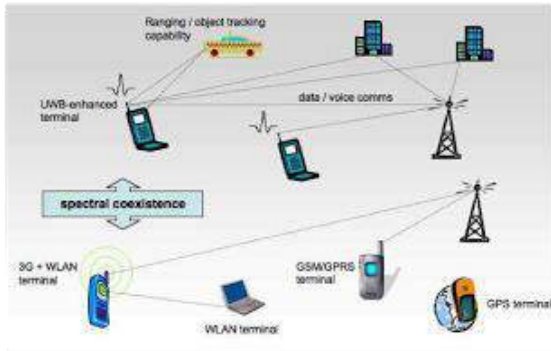 Ranging / object tracking
capability
UWB-enhanced
terminal
data / voice comms
spectral coexistence
3G + WLAN
terminal
GSM/GPRS
terminal
GPS terminal
WLAN terminal